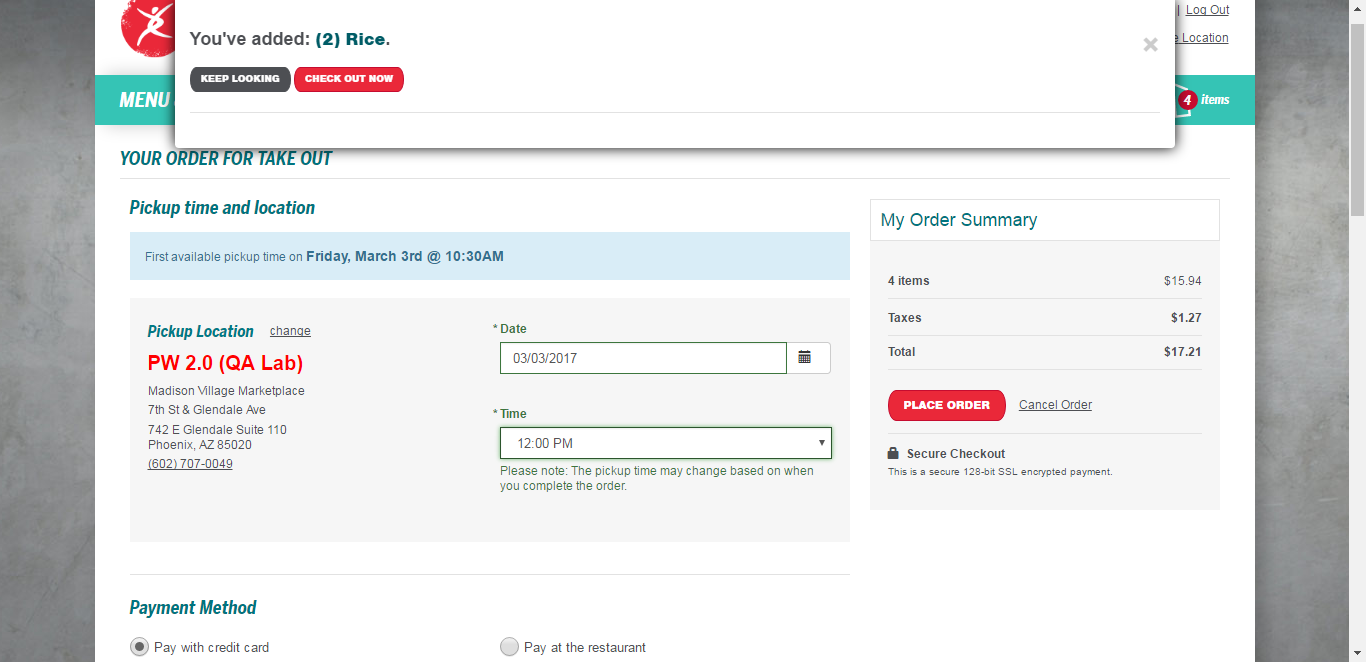 You've added: (2) Rice.
KEEP LOOKING CHECK OUT NOW
| Log Out
Location
MENU
4 items
YOUR ORDER FOR TAKE OUT
Pickup time and location
First available pickup time on Friday, March 3rd @ 10:30AM
Pickup Location change
PW 2.0 (QA Lab)
Madison Village Marketplace
7th St & Glendale Ave
742 E Glendale Suite 110
Phoenix, AZ 85020
(602) 707-0049
* Date
03/03/2017
* Time
12:00 PM
Please note: The pickup time may change based on when
you complete the order.
My Order Summary
4 items $15.94
Taxes $1.27
Total $17.21
PLACE ORDER Cancel Order
Secure Checkout
This is a secure 128-bit SSL encrypted payment.
Payment Method
Pay with credit card Pay at the restaurant